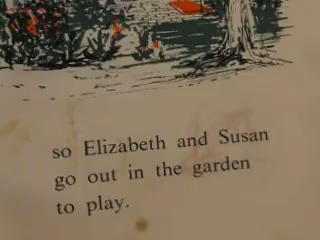 so Elizabeth and Susan
go out in the garden
to play.